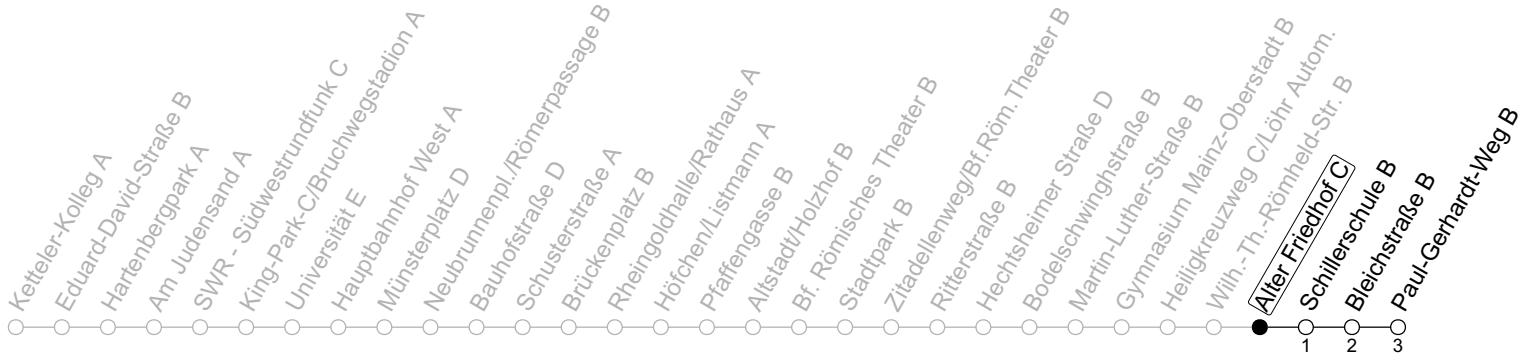 Ketteler-Kolleg A
Eduard-David-Straße B
Hartenbergpark A
Am Judensand A
SWR - Südwestrundfunk C
King-Park-C/Bruchwegstadion A
Universität E
Hauptbahnhof West A
Münsterplatz D
Neubrunnenpl./Römerpassage B
Bauhofstraße D
Schusterstraße A
Brückenplatz B
Rheingoldhalle/Rathaus A
Höfchen/Listmann A
Pfaffengasse B
Altstadt/Holzhof B
Bf. Römisches Theater B
Stadtpark B
Zitadellenweg/Bf.Röm. Theater B
Ritterstraße B
Hechtsheimer Straße D
Bodelschwinghstraße B
Martin-Luther-Straße B
Gymnasium Mainz-Oberstadt B
Heiligkreuzweg C/Löhr Autom.
Wilh.-Th.-Römheld-Str. B
Alter Friedhof C
Schillerschule B
Bleichstraße B
Paul-Gerhardt-Weg B
1 2 3